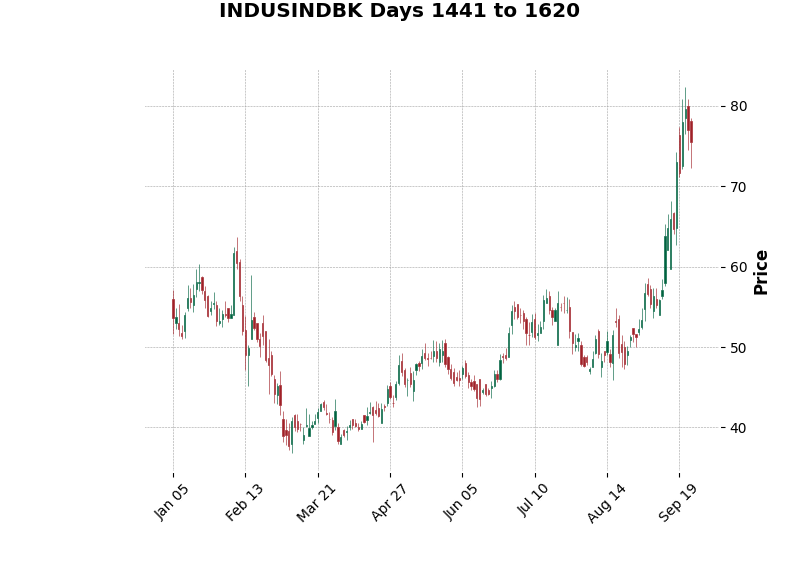 INDUSINDBK Days 1441 to 1620
80
70
60
50
40
Price
Jan 05
Feb 13
Mar 21
Apr 27
Jun 05
Jul 10
Aug 14
Sep 19